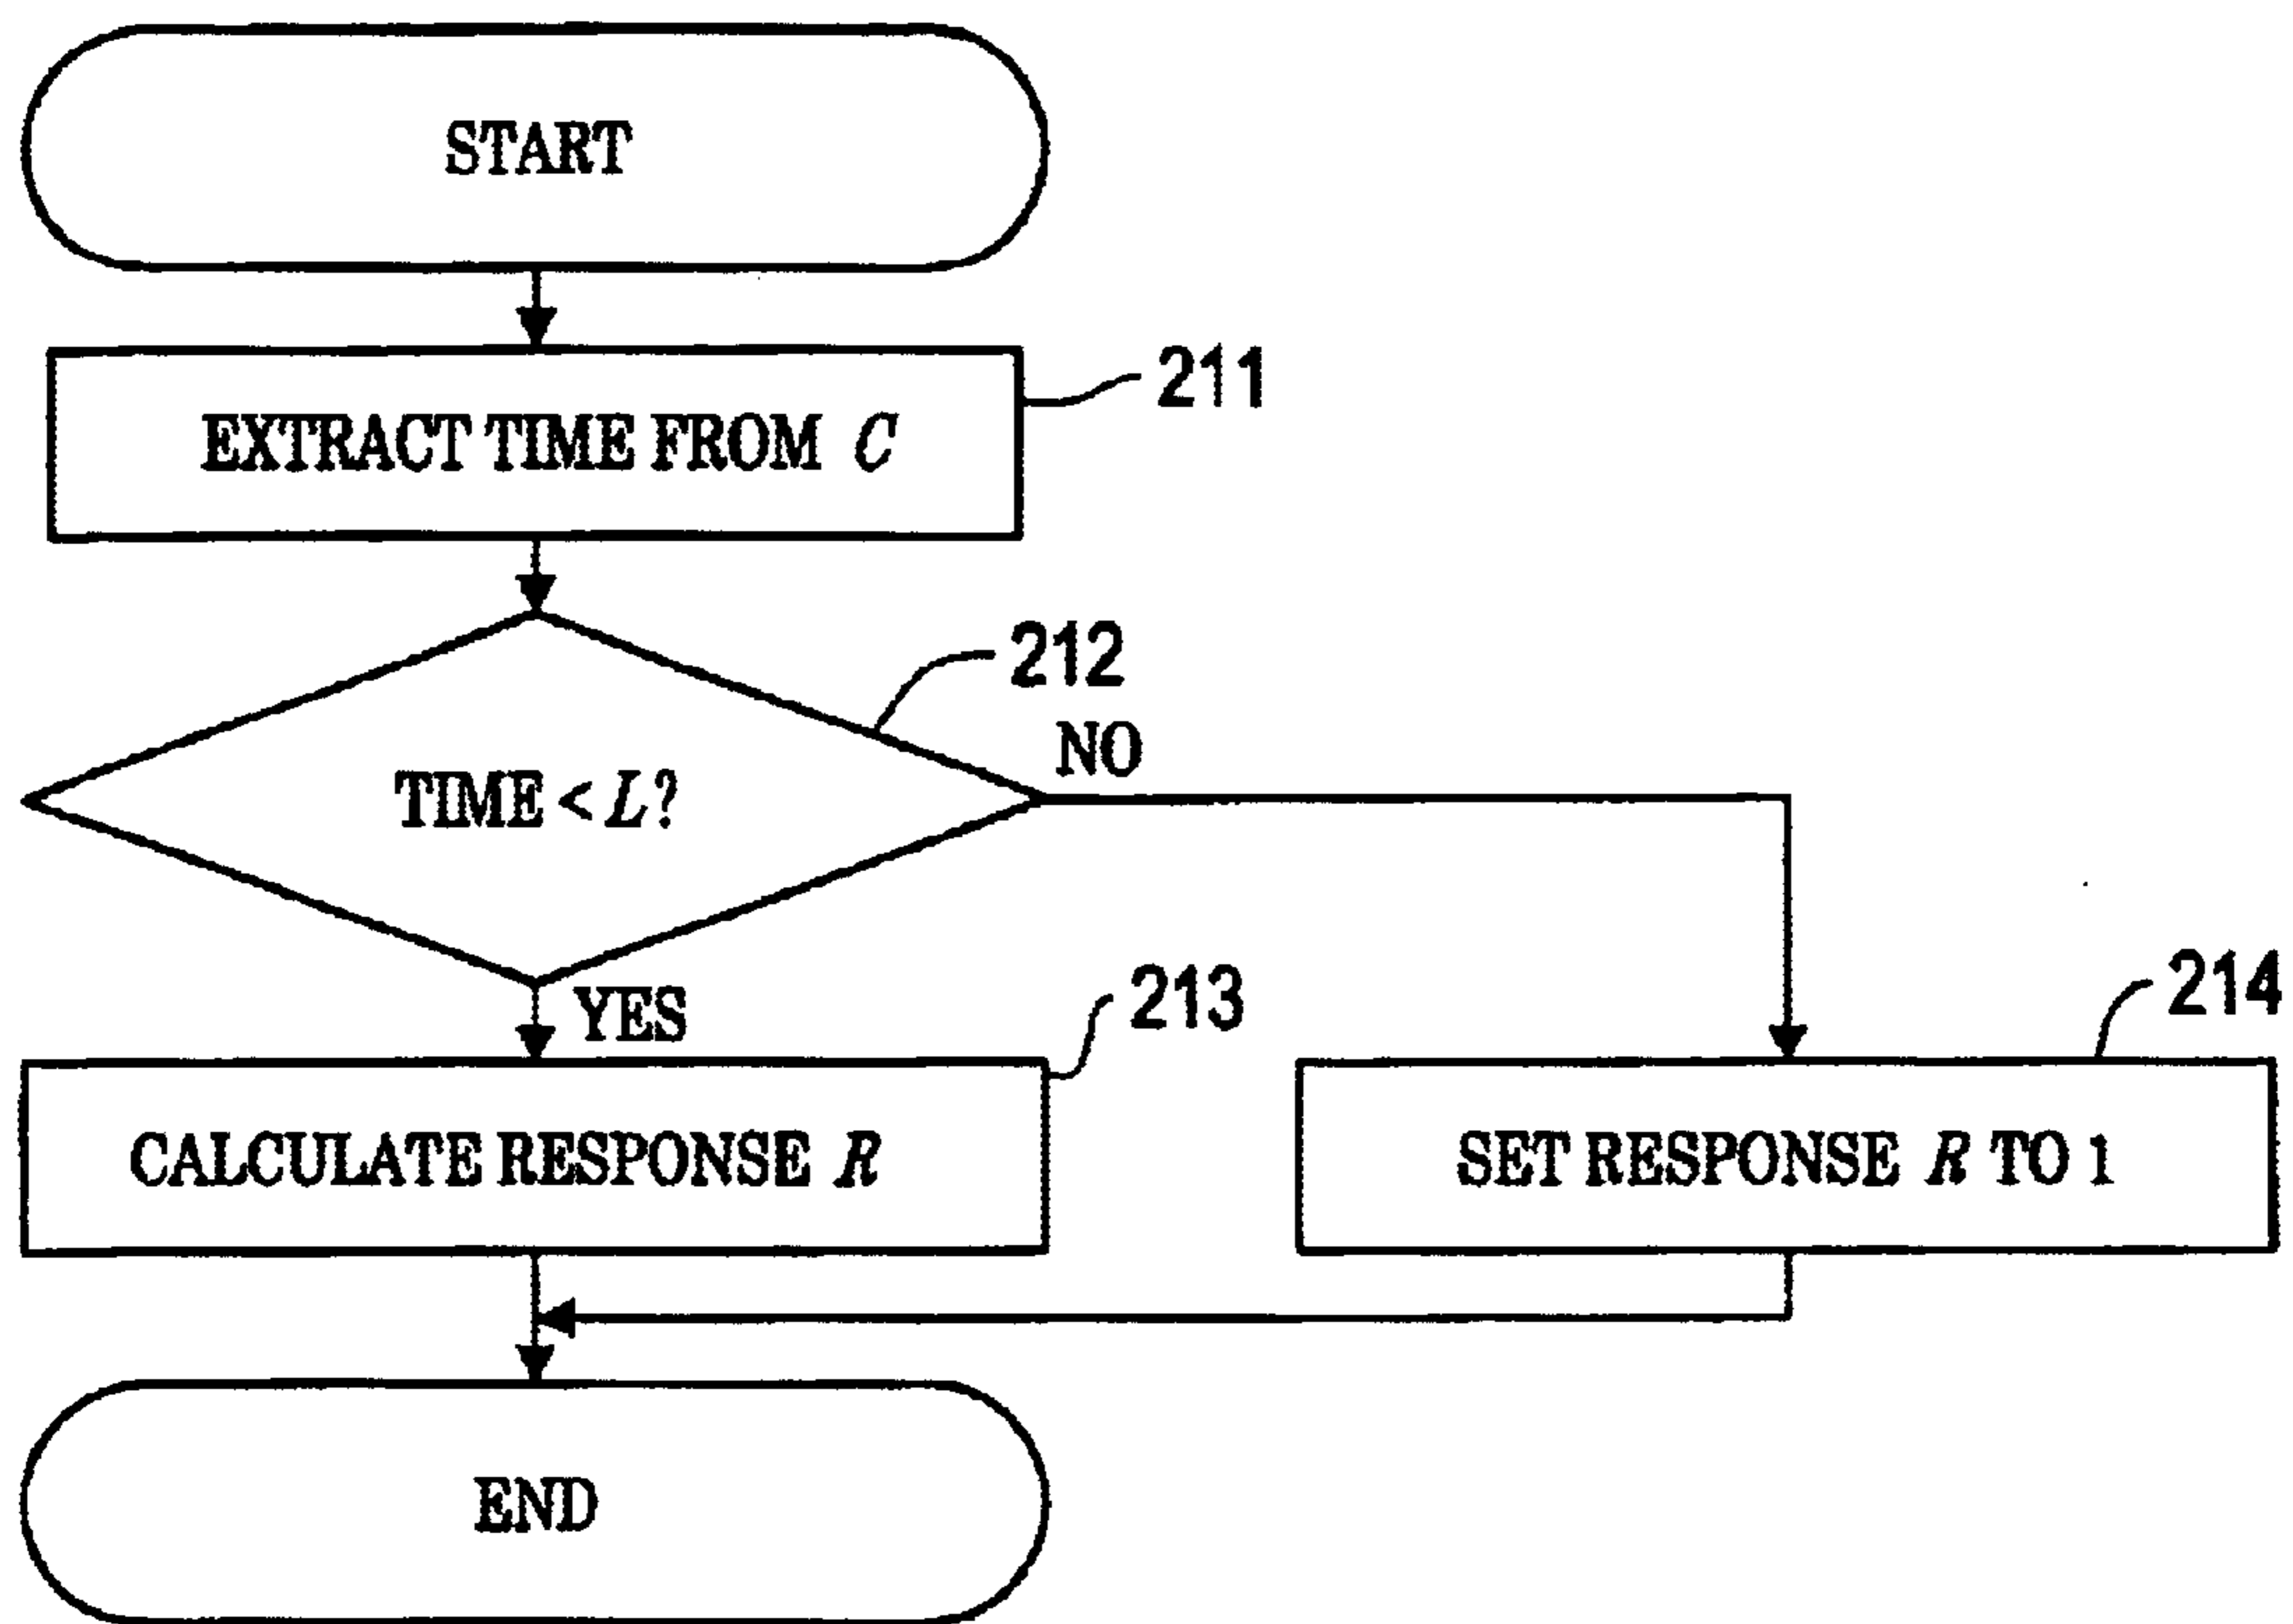 START
EXTRACT TIME FROM C
211
212
TIME < L?
NO
YES
213
CALCULATE RESPONSE R
214
SET RESPONSE R TO 1
END